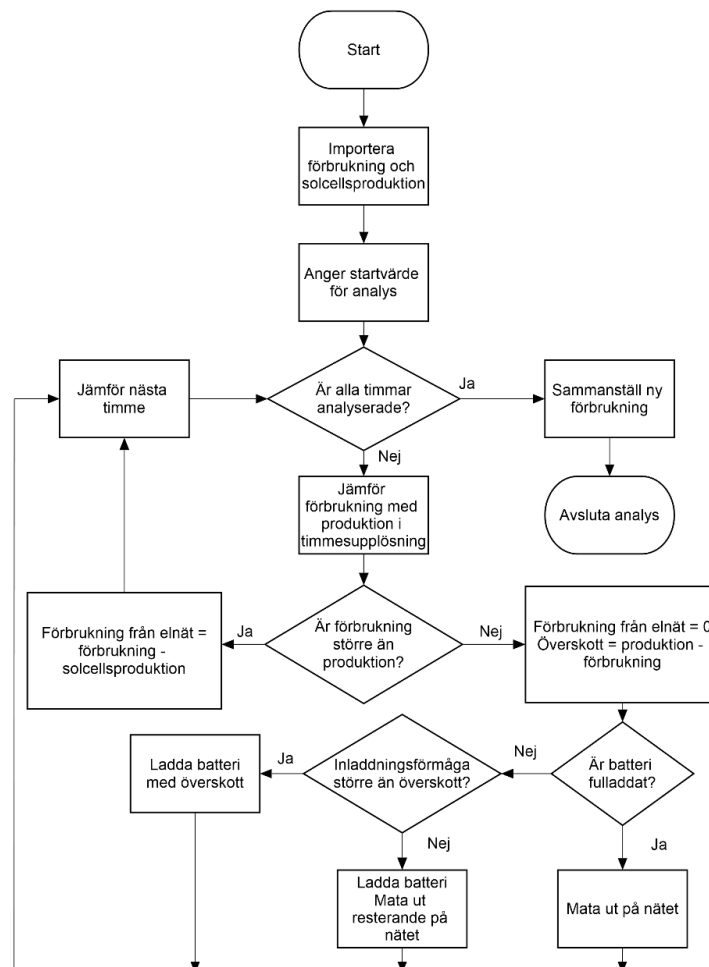 Start
Importera
förbrukning och
solcellsproduktion
Anger startvärde
för analys
Jämför nästa
timme
Är alla timmar
analyserade?
Ja
Sammanställ ny
förbrukning
Nej
Jämför
förbrukning med
produktion i
timmesupplösning
Avsluta analys
Förbrukning från elnät =
förbrukning -
solcellsproduktion
Ja
Är förbrukning
större än
produktion?
Nej
Förbrukning från elnät = 0
Överskott = produktion -
förbrukning
Ladda batteri
med överskott
Ja
Inladdningsförmåga
större än överskott?
Nej
Är batteri
fulladdat?
Nej
Ja
Ladda batteri
Mata ut
resterande på
nätet
Mata ut på nätet